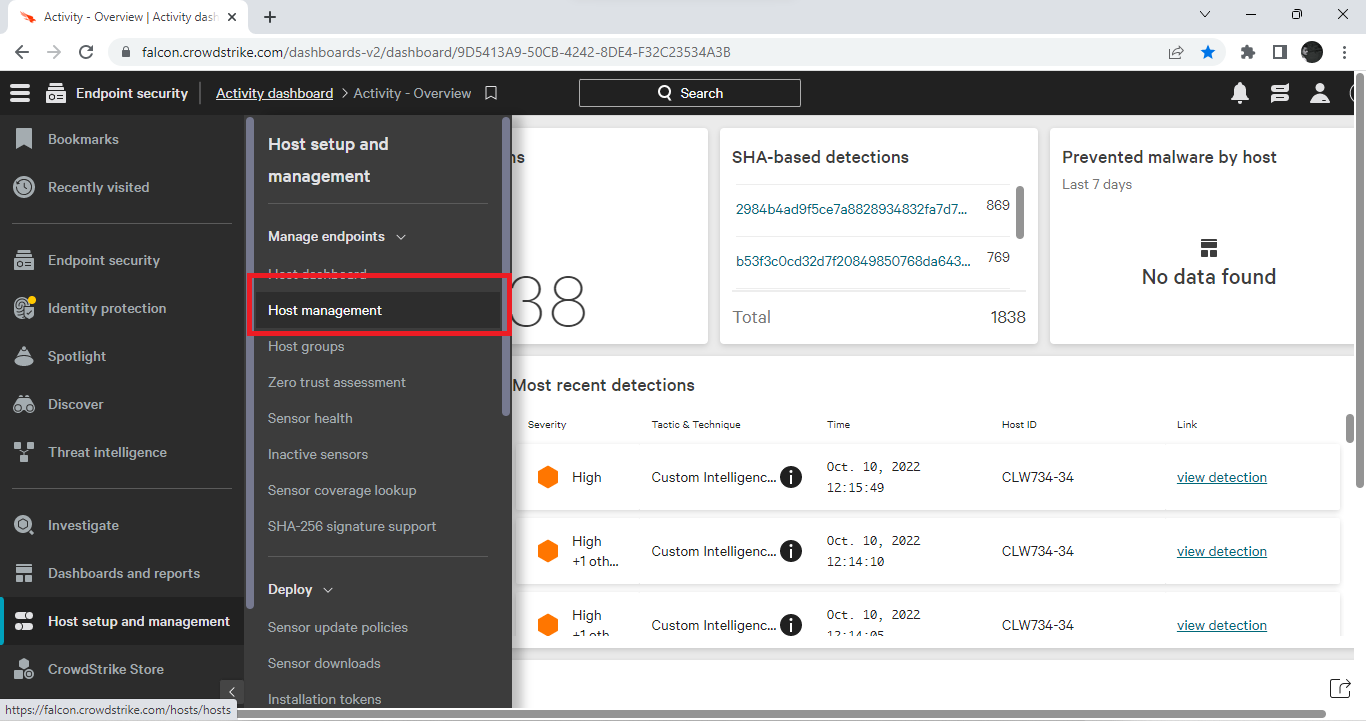 Activity - Overview | Activity dash
falcon.crowdstrike.com/dashboards-v2/dashboard/9D5413A9-50CB-4242-8DE4-F32C23534A3B
Endpoint security
Activity dashboard > Activity - Overview
Search
Bookmarks
Recently visited
Endpoint security
Identity protection
Spotlight
Discover
Threat intelligence
Investigate
Dashboards and reports
Host setup and management
CrowdStrike Store
https://falcon.crowdstrike.com/hosts/hosts
Host setup and
management
Manage endpoints
Host dashboard
Host management
Host groups
Zero trust assessment
Sensor health
Inactive sensors
Sensor coverage lookup
SHA-256 signature support
Deploy
Sensor update policies
Sensor downloads
Installation tokens
ns
38
SHA-based detections
2984b4ad9f5ce7a8828934832fa7d7... 869
b53f3c0cd32d7f20849850768da643... 769
Total 1838
Prevented malware by host
Last 7 days
No data found
Most recent detections
Severity Tactic & Technique Time Host ID Link
High Custom Intelligenc... i Oct. 10, 2022 CLW734-34 view detection
12:15:49
High Custom Intelligenc... i Oct. 10, 2022 CLW734-34 view detection
+1 oth... 12:14:10
High Custom Intelligenc... i Oct. 10, 2022 CLW734-34 view detection
+1 oth 12:14:05